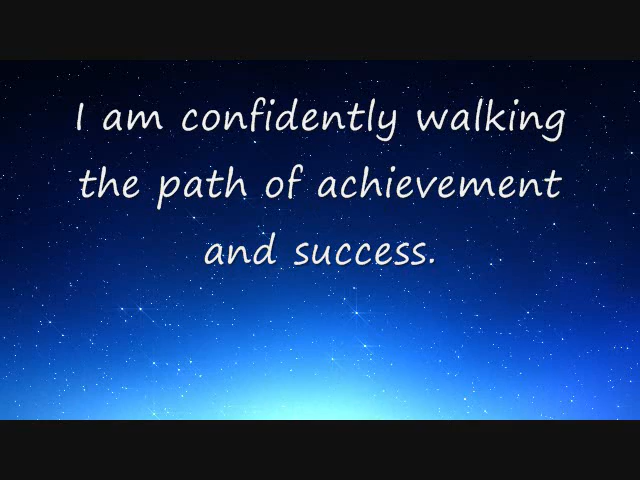 I am confidently walking
the path of achievement
and success.